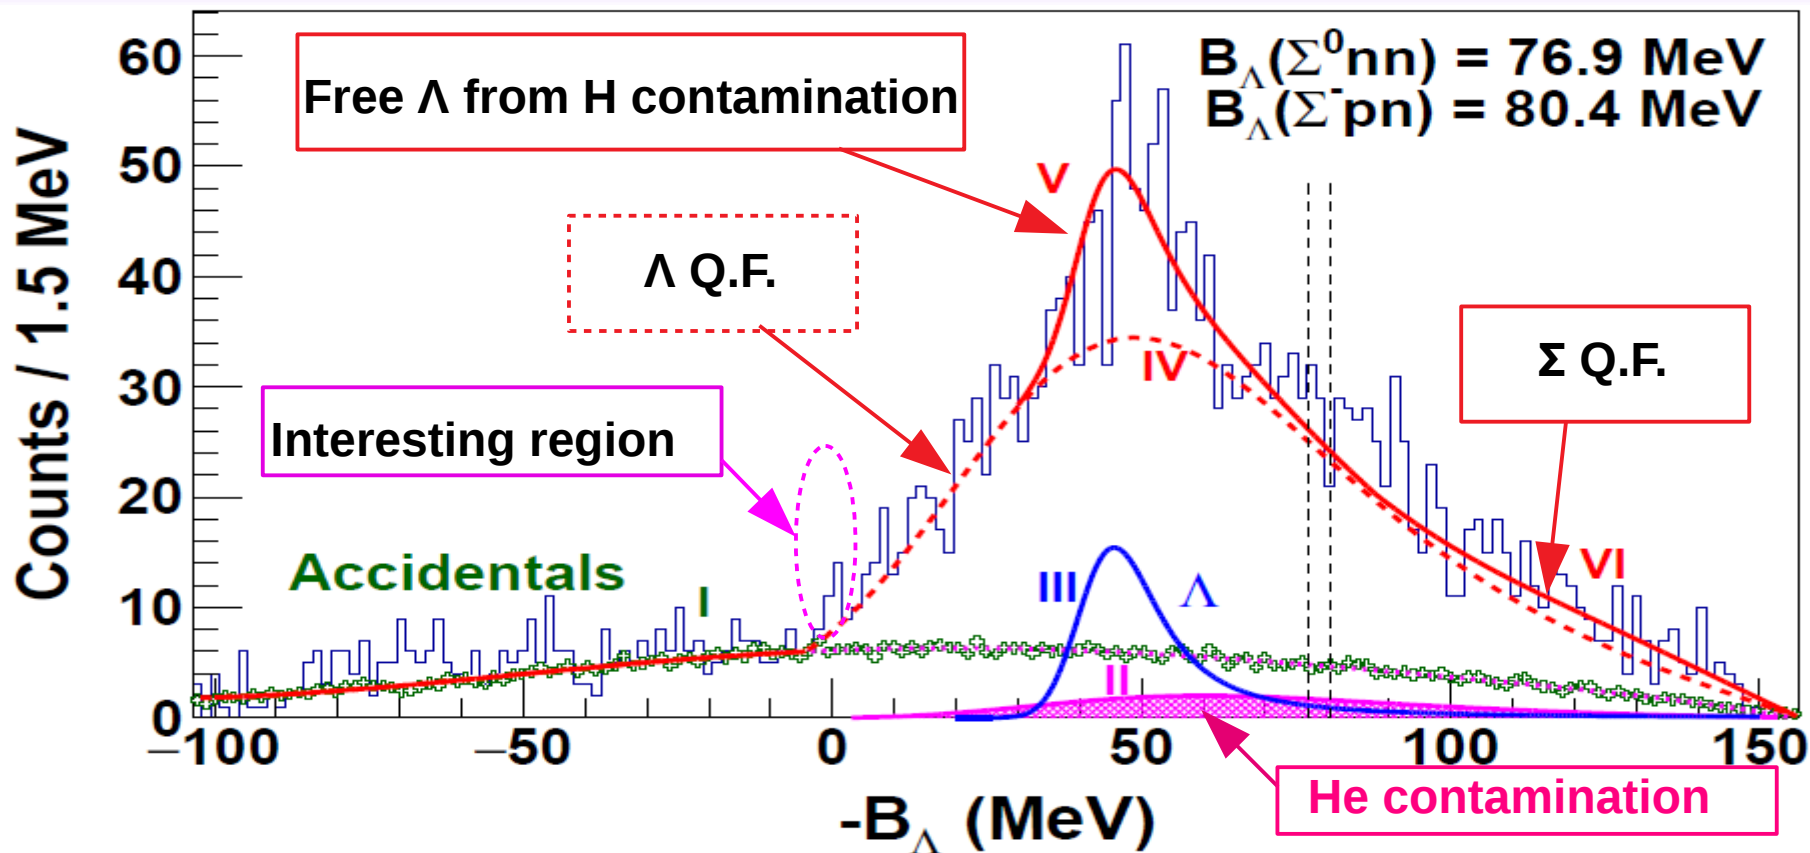 60
50
40
30
20
10
0
Counts / 1.5 MeV
Free Λ from H contamination
B_Λ(Σ⁰nn) = 76.9 MeV
B_Λ(Σ⁻pn) = 80.4 MeV
V
Λ Q.F.
IV
Σ Q.F.
Interesting region
Accidentals
I
III
Λ
VI
II
−100
−50
0
50
100
150
He contamination
-B_Λ (MeV)